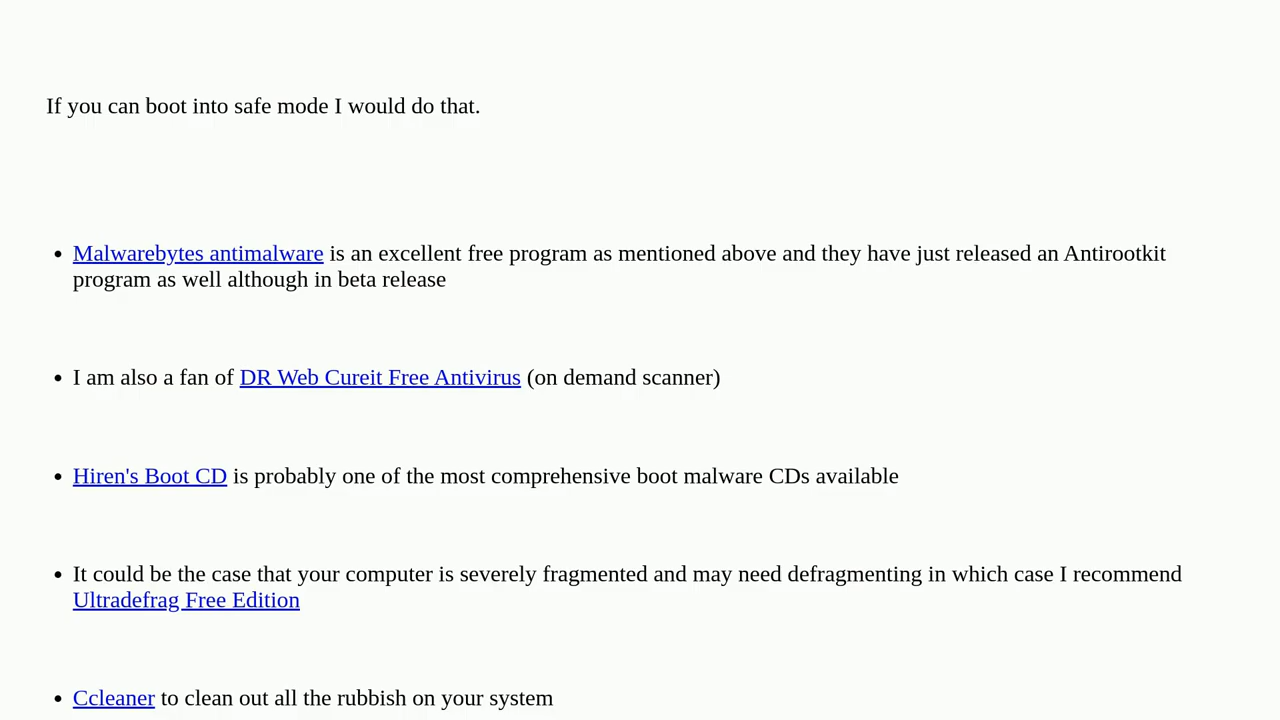 If you can boot into safe mode I would do that.
Malwarebytes antimalware is an excellent free program as mentioned above and they have just released an Antirootkit
program as well although in beta release
I am also a fan of DR Web Cureit Free Antivirus (on demand scanner)
Hiren's Boot CD is probably one of the most comprehensive boot malware CDs available
It could be the case that your computer is severely fragmented and may need defragmenting in which case I recommend
Ultradefrag Free Edition
Ccleaner to clean out all the rubbish on your system